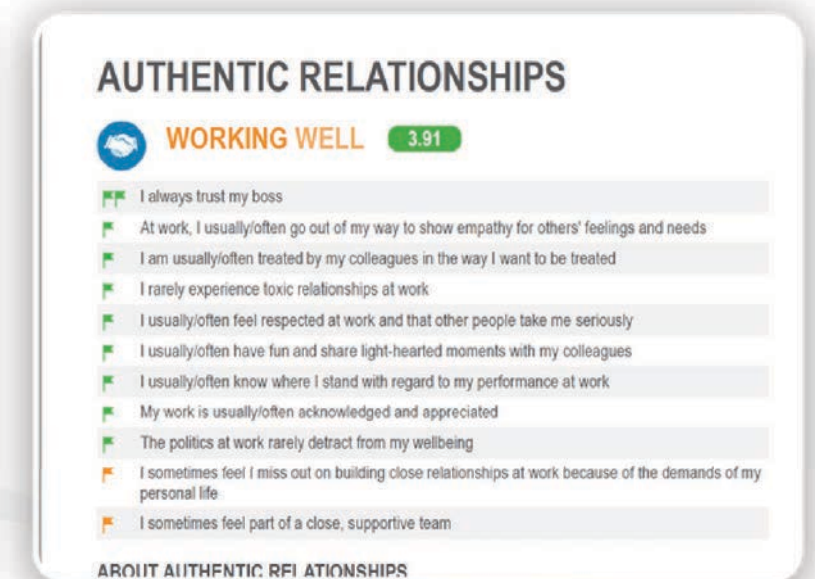 AUTHENTIC RELATIONSHIPS
WORKING WELL 3.91
I always trust my boss
At work, I usually/often go out of my way to show empathy for others' feelings and needs
I am usually/often treated by my colleagues in the way I want to be treated
I rarely experience toxic relationships at work
I usually/often feel respected at work and that other people take me seriously
I usually/often have fun and share light-hearted moments with my colleagues
I usually/often know where I stand with regard to my performance at work
My work is usually/often acknowledged and appreciated
The politics at work rarely detract from my wellbeing
I sometimes feel I miss out on building close relationships at work because of the demands of my
personal life
I sometimes feel part of a close, supportive team
ABOUT AUTHENTIC RELATIONSHIPS